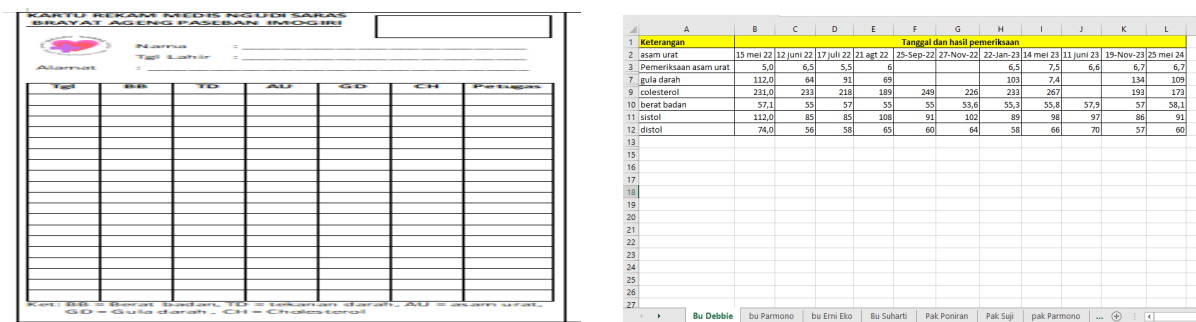 KARTU REKAM MEDIS NGUDI SARAS
BRAYAT AGENG PASEBAN IMOGIRI
Nama :
Tgl Lahir :
Alamat :
Tgl BB TD AU GD CH Petugas
Ket: BB = Berat badan, TD = tekanan darah, AU = asam urat,
GD = Gula darah , CH = Cholesterol
A B C D E F G H I J K L
1 Keterangan Tanggal dan hasil pemeriksaan
2 asam urat 15 mei 22 12 juni 22 17 juli 22 21 agt 22 25-Sep-22 27-Nov-22 22-Jan-23 14 mei 23 11 juni 23 19-Nov-23 25 mei 24
3 Pemeriksaan asam urat 5,0 6,5 5,5 6 6,5 7,5 6,6 6,7 6,7
7 gula darah 112,0 64 91 69 103 7,4 134 109
9 colesterol 231,0 233 218 189 249 226 233 267 193 173
10 berat badan 57,1 55 57 55 55 53,6 55,3 55,8 57,9 57 58,1
11 sistol 112,0 85 85 108 91 102 89 98 97 86 91
12 distol 74,0 56 58 65 60 64 58 66 70 57 60
13
15
16
17
18
19
20
21
22
23
24
25
26
27
Bu Debbie bu Parmono bu Erni Eko Bu Suharti Pak Poniran Pak Suji pak Parmono ...